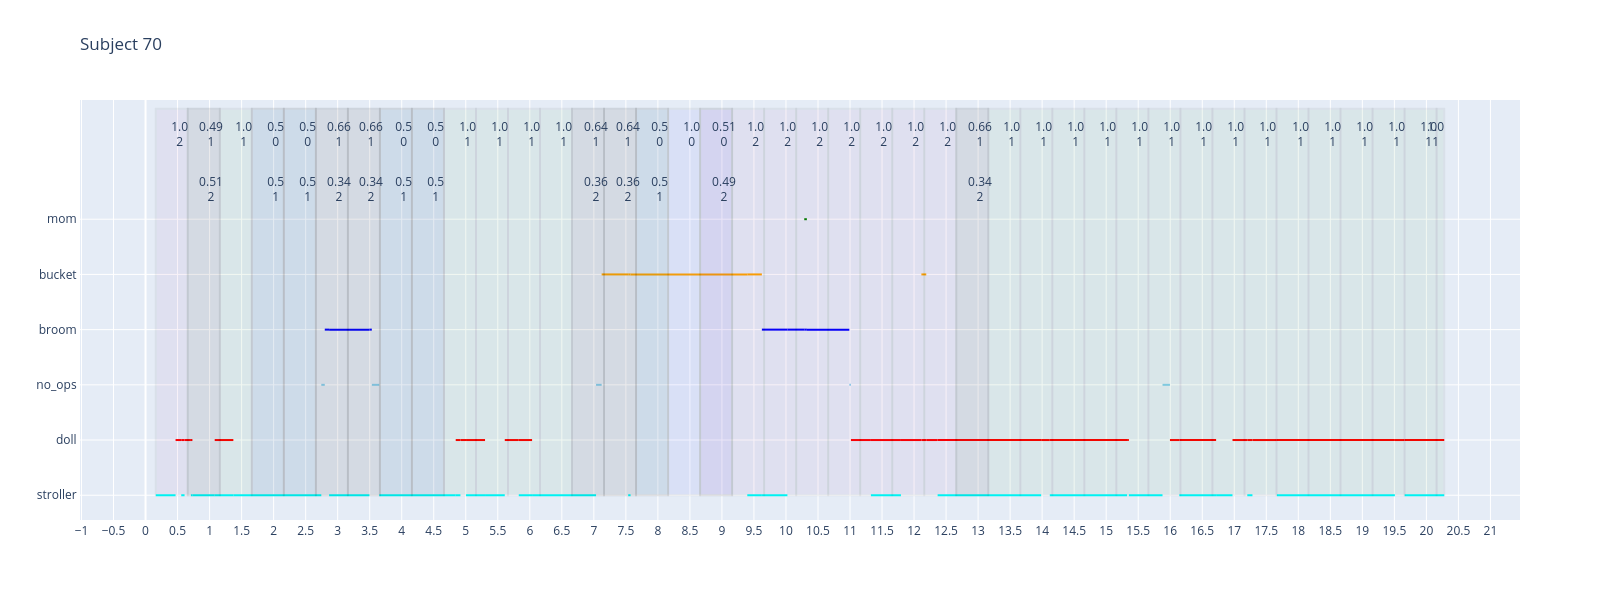 Subject 70
1.0 0.49 1.0 0.5 0.5 0.66 0.66 0.5 0.5 1.0 1.0 1.0 1.0 0.64 0.64 0.5 1.0 0.51 1.0 1.0 1.0 1.0 1.0 1.0 1.0 0.66 1.0 1.0 1.0 1.0 1.0 1.0 1.0 1.0 1.0 1.0 1.0 1.0 1.0 1.0 1.0
2 1 1 0 0 1 1 0 0 1 1 1 1 1 1 0 0 0 2 2 2 2 2 2 2 1 1 1 1 1 1 1 1 1 1 1 1 1 1 1 1
0.51 0.5 0.5 0.34 0.34 0.5 0.5 0.36 0.36 0.5 0.49 0.34
2 1 1 2 2 1 1 2 2 1 2 2
mom
bucket
broom
no_ops
doll
stroller
−1 −0.5 0 0.5 1 1.5 2 2.5 3 3.5 4 4.5 5 5.5 6 6.5 7 7.5 8 8.5 9 9.5 10 10.5 11 11.5 12 12.5 13 13.5 14 14.5 15 15.5 16 16.5 17 17.5 18 18.5 19 19.5 20 20.5 21